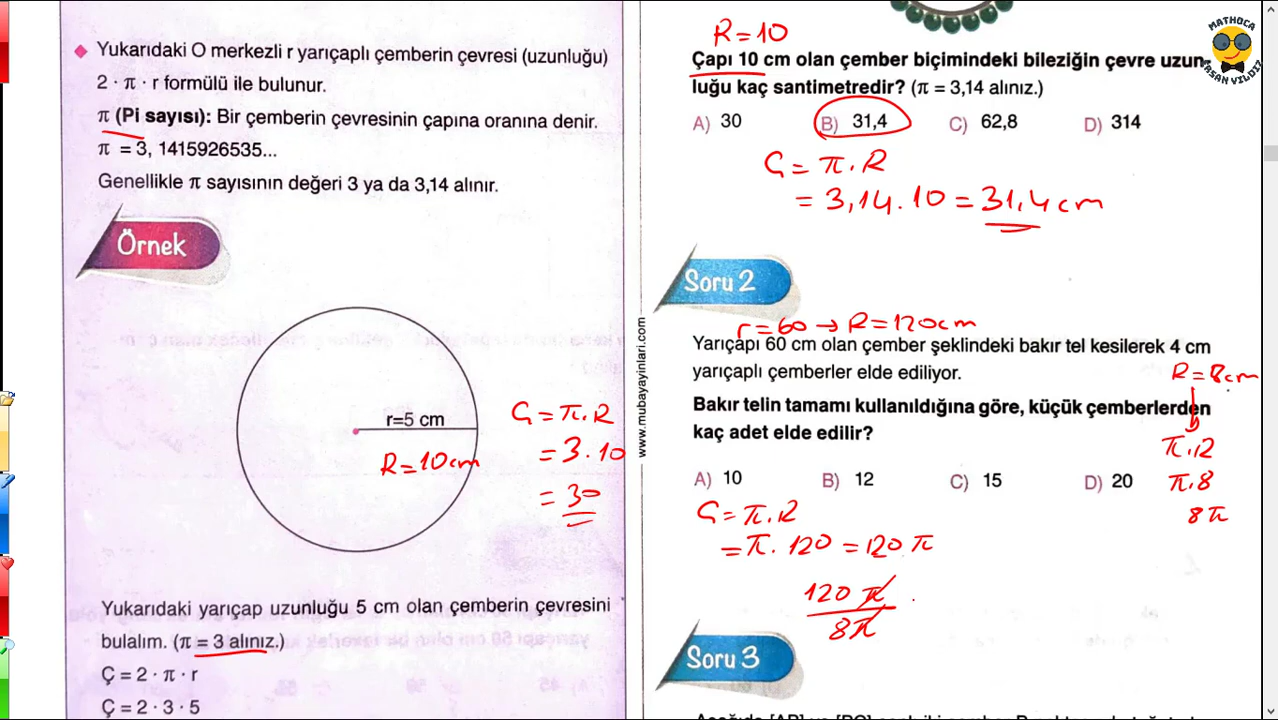 Yukarıdaki O merkezli r yarıçaplı çemberin çevresi (uzunluğu)
2 · π · r formülü ile bulunur.
π (Pi sayısı): Bir çemberin çevresinin çapına oranına denir.
π = 3, 1415926535...
Genellikle π sayısının değeri 3 ya da 3,14 alınır.
Örnek
r=5 cm
R=10cm
Ç = π.R
= 3.10
= 30
Yukarıdaki yarıçap uzunluğu 5 cm olan çemberin çevresini
bulalım. (π = 3 alınız.)
Ç = 2 · π · r
Ç = 2 · 3 · 5
www.mubayayinlari.com
MATHOCA
HASAN YILDIZ
R=10
Çapı 10 cm olan çember biçimindeki bileziğin çevre uzun-
luğu kaç santimetredir? (π = 3,14 alınız.)
A) 30 B) 31,4 C) 62,8 D) 314
Ç = π.R
= 3,14.10 = 31,4 cm
Soru 2
r=60 → R=120cm
Yarıçapı 60 cm olan çember şeklindeki bakır tel kesilerek 4 cm
yarıçaplı çemberler elde ediliyor.
R=8cm
Bakır telin tamamı kullanıldığına göre, küçük çemberlerden
kaç adet elde edilir?
π.12
A) 10 B) 12 C) 15 D) 20
π.8
8π
Ç = π.R
= π.120 = 120.π
120 π
8π
Soru 3